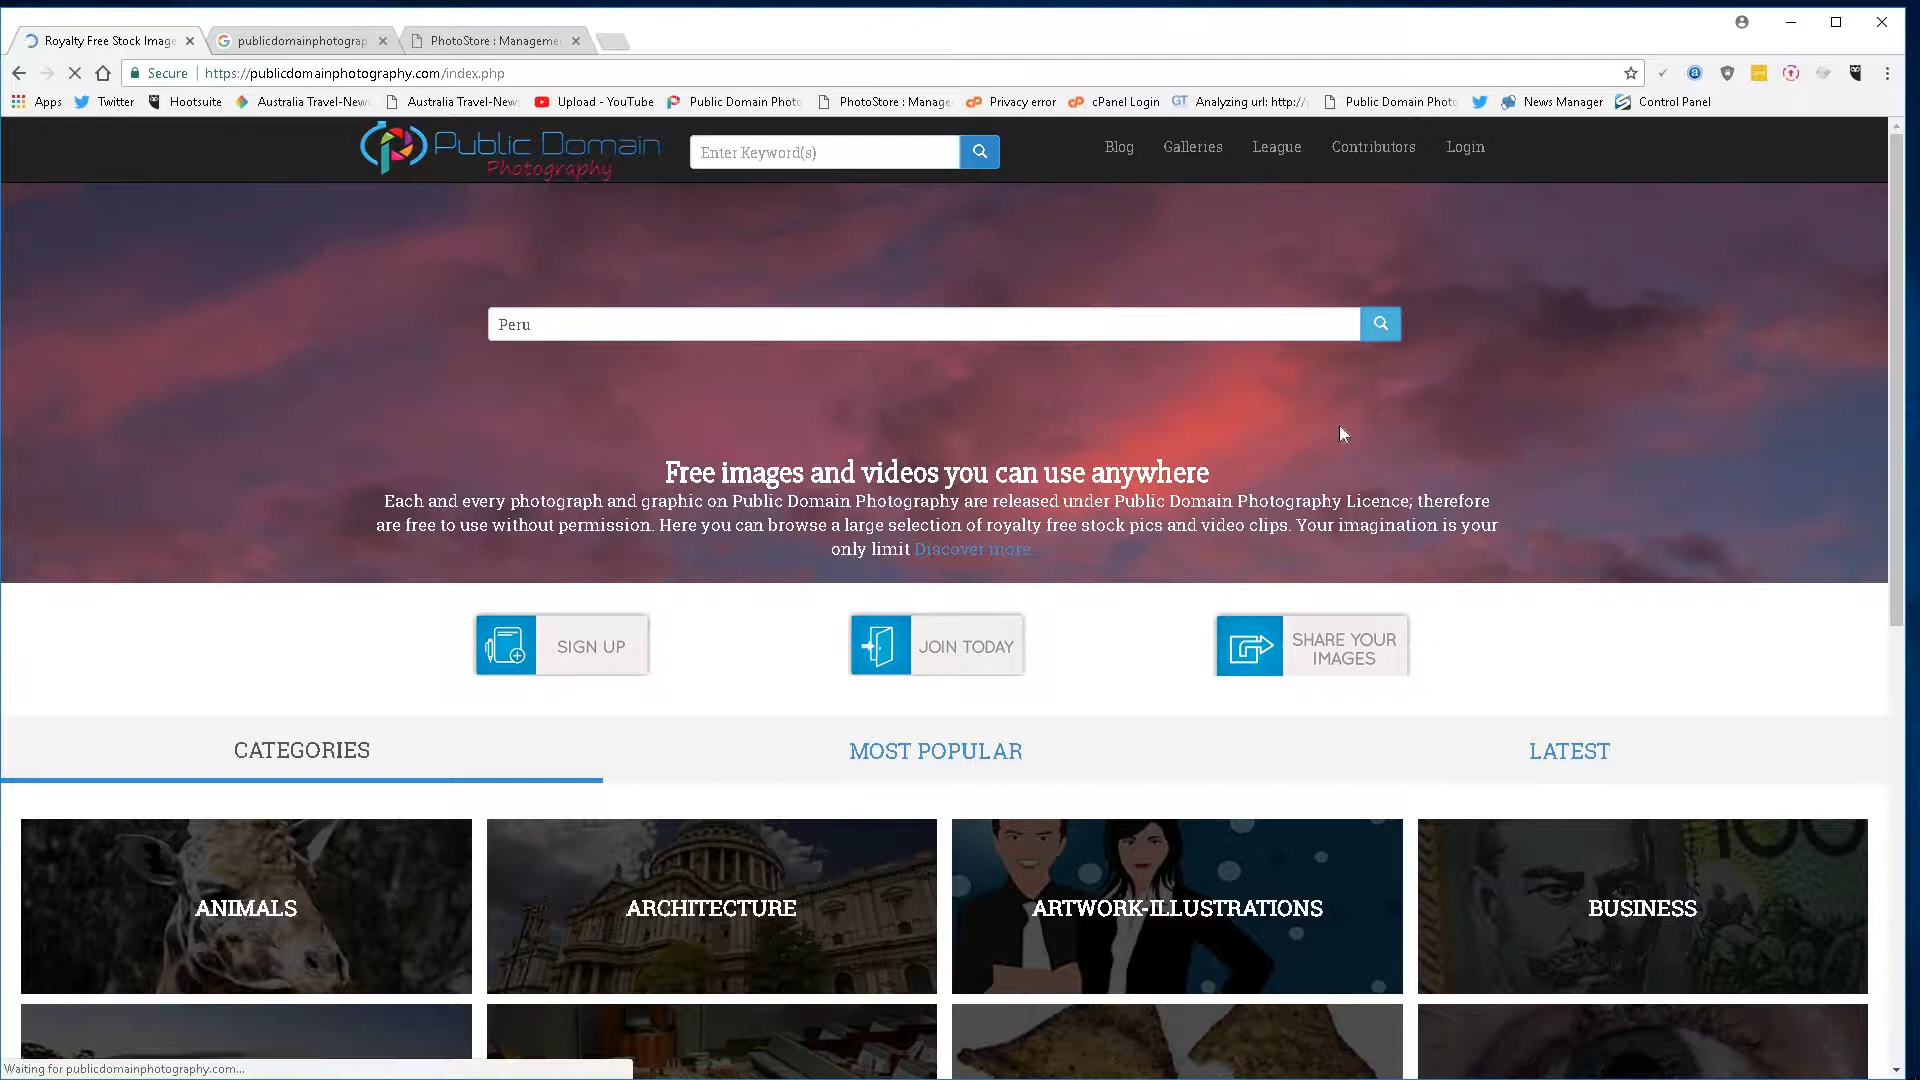 Royalty Free Stock Image
publicdomainphotograp
PhotoStore : Manageme
Secure
https://publicdomainphotography.com/index.php
Apps
Twitter
Hootsuite
Australia Travel-New
Australia Travel-New
Upload - YouTube
Public Domain Phot
PhotoStore : Manage
Privacy error
cPanel Login
GT Analyzing url: http://
Public Domain Phot
News Manager
Control Panel
Public Domain
Photography
Enter Keyword(s)
Blog
Galleries
League
Contributors
Login
Peru
Free images and videos you can use anywhere
Each and every photograph and graphic on Public Domain Photography are released under Public Domain Photography Licence; therefore
are free to use without permission. Here you can browse a large selection of royalty free stock pics and video clips. Your imagination is your
only limit Discover more .
SIGN UP
JOIN TODAY
SHARE YOUR
IMAGES
CATEGORIES
MOST POPULAR
LATEST
ANIMALS
ARCHITECTURE
ARTWORK-ILLUSTRATIONS
BUSINESS
100
Waiting for publicdomainphotography.com...